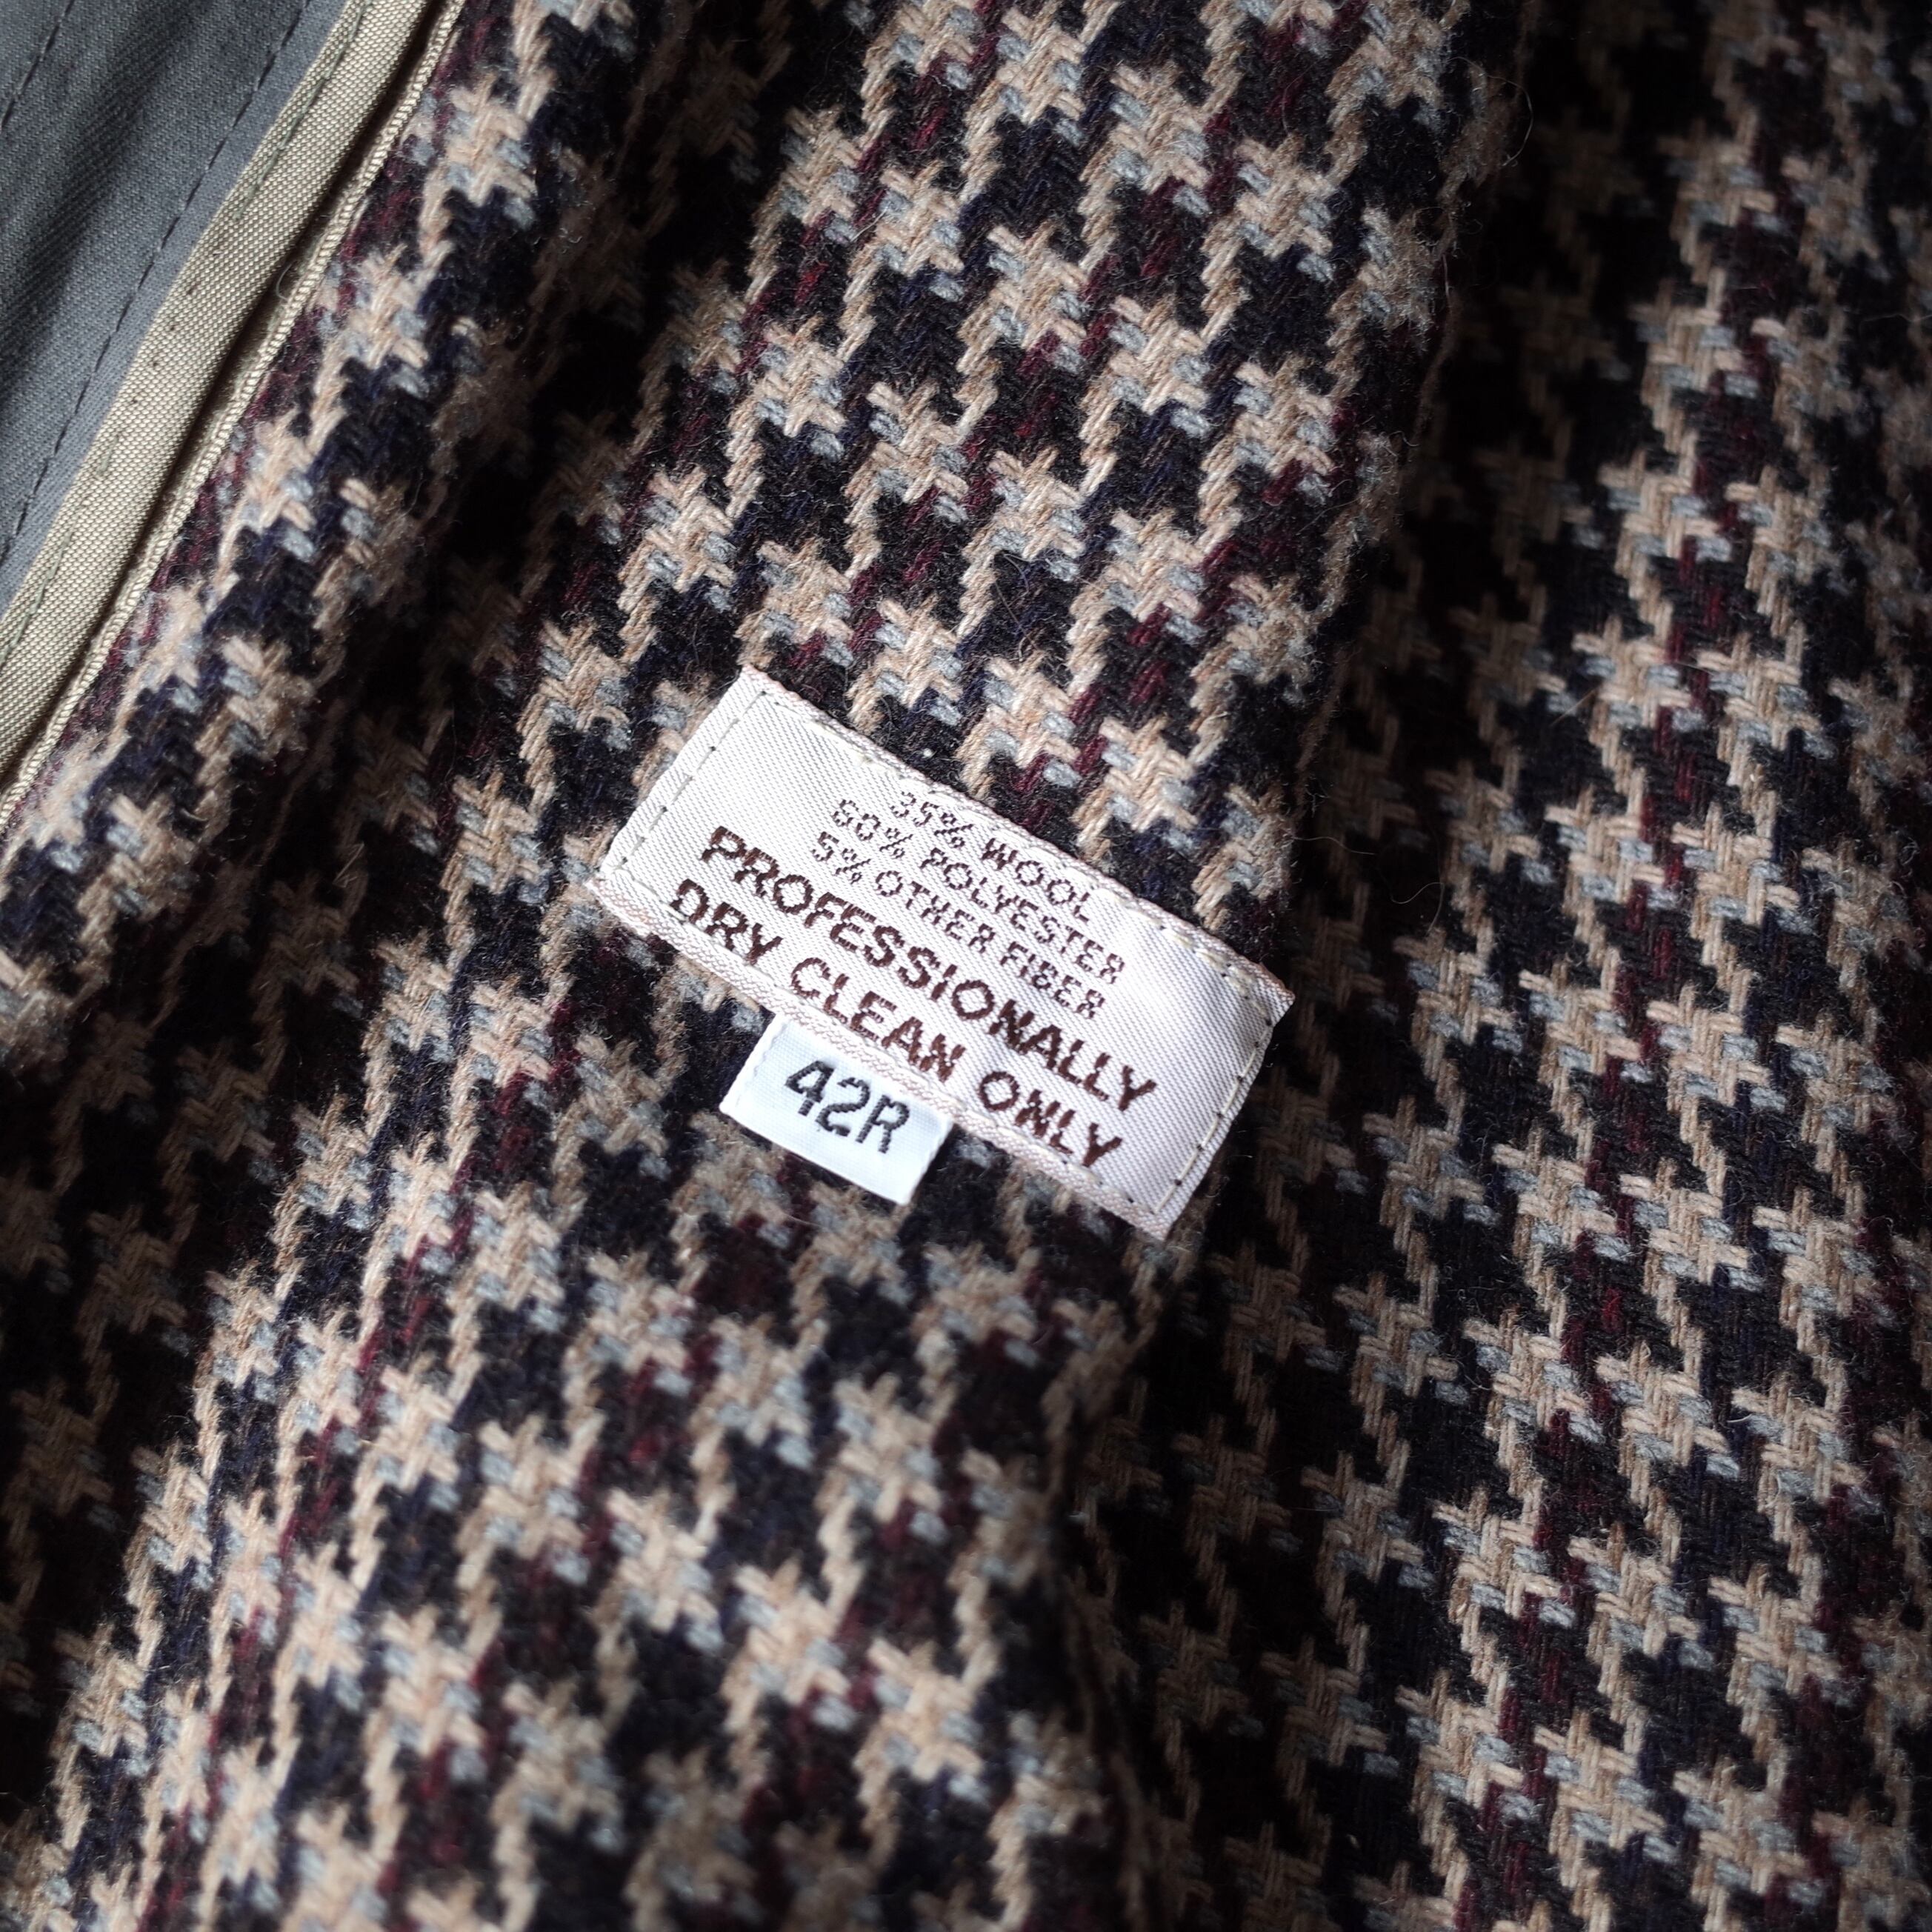 35% WOOL
60% POLYESTER
5% OTHER FIBER
PROFESSIONALLY
DRY CLEAN ONLY
42R